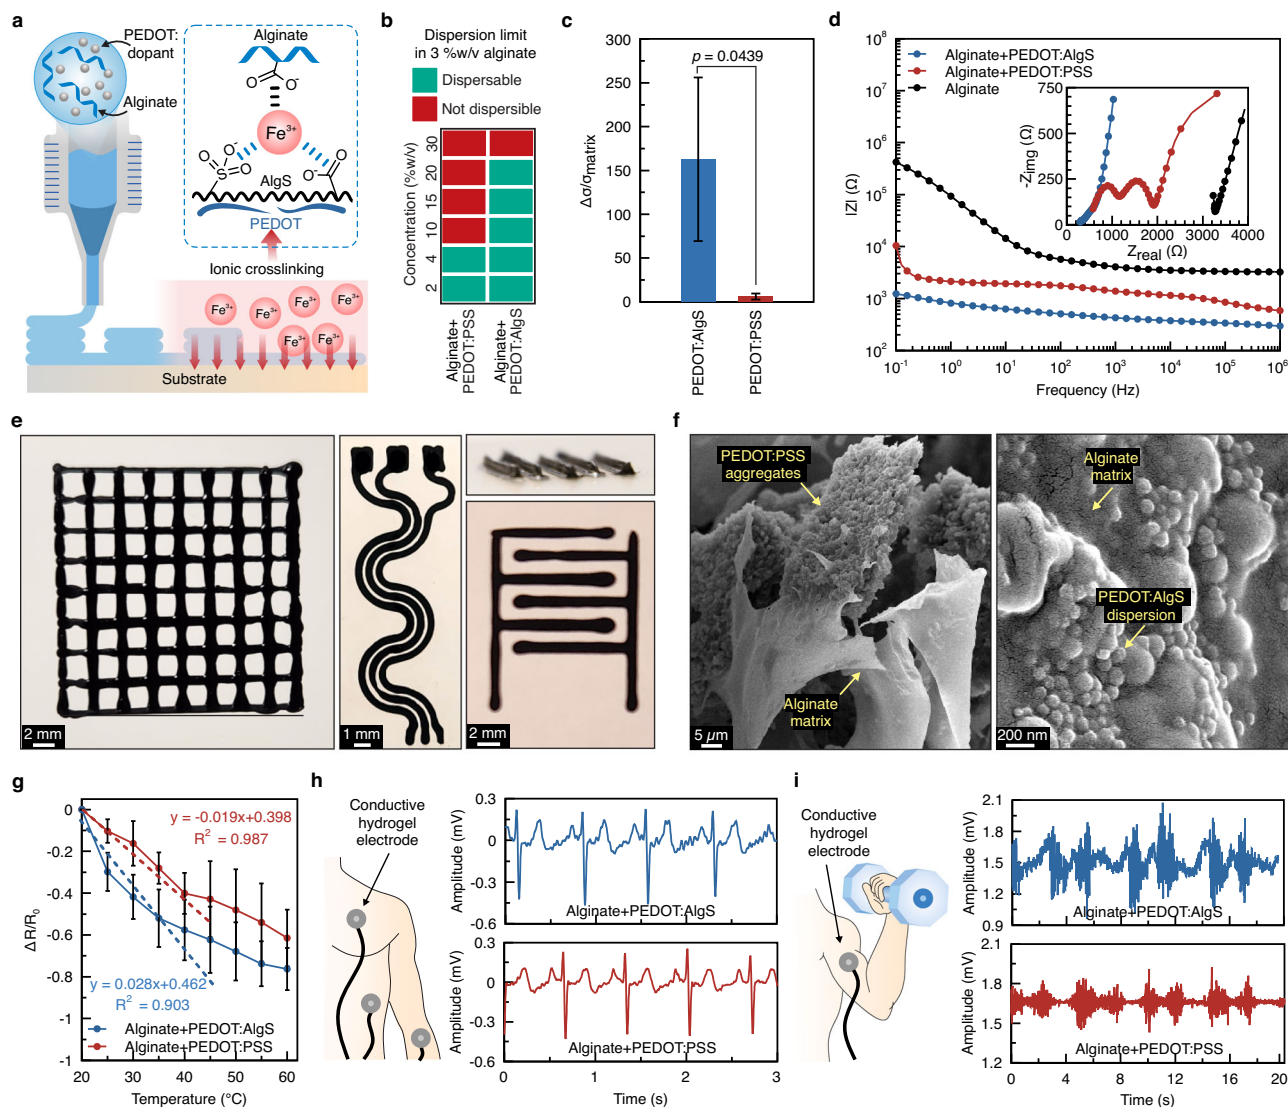 a
PEDOT:
dopant
Alginate
Alginate
O
O⁻
Fe³⁺
O⁻
O
S
O
O⁻
O
AlgS
PEDOT
Ionic crosslinking
Fe³⁺
Fe³⁺
Fe³⁺
Fe³⁺
Fe³⁺
Fe³⁺
Substrate
b
Dispersion limit
in 3 %w/v alginate
Dispersable
Not dispersible
Concentration (%w/v)
30
20
15
10
4
2
Alginate+
PEDOT:PSS
Alginate+
PEDOT:AlgS
c
Δσ/σmatrix
300
250
200
150
100
50
0
p = 0.0439
PEDOT:AlgS
PEDOT:PSS
d
IZI (Ω)
10⁸
10⁷
10⁶
10⁵
10⁴
10³
10²
Alginate+PEDOT:AlgS
Alginate+PEDOT:PSS
Alginate
-Zimg (Ω)
750
500
250
0
0 1000 2000 3000 4000
Zreal (Ω)
10⁻¹ 10⁰ 10¹ 10² 10³ 10⁴ 10⁵ 10⁶
Frequency (Hz)
e
2 mm
1 mm
2 mm
f
PEDOT:PSS
aggregates
Alginate
matrix
5 µm
Alginate
matrix
PEDOT:AlgS
dispersion
200 nm
g
Δ R/R₀
0
-0.2
-0.4
-0.6
-0.8
-1
y = -0.019x+0.398
R² = 0.987
y = 0.028x+0.462
R² = 0.903
Alginate+PEDOT:AlgS
Alginate+PEDOT:PSS
20 30 40 50 60
Temperature (°C)
h
Conductive
hydrogel
electrode
Amplitude (mV)
0.3
0
-0.3
-0.6
Alginate+PEDOT:AlgS
Amplitude (mV)
0.3
0
-0.3
-0.6
Alginate+PEDOT:PSS
0 1 2 3
Time (s)
i
Conductive
hydrogel
electrode
Amplitude (mV)
2.1
1.8
1.5
1.2
0.9
Alginate+PEDOT:AlgS
Amplitude (mV)
2.1
1.8
1.5
1.2
Alginate+PEDOT:PSS
0 4 8 12 16 20
Time (s)